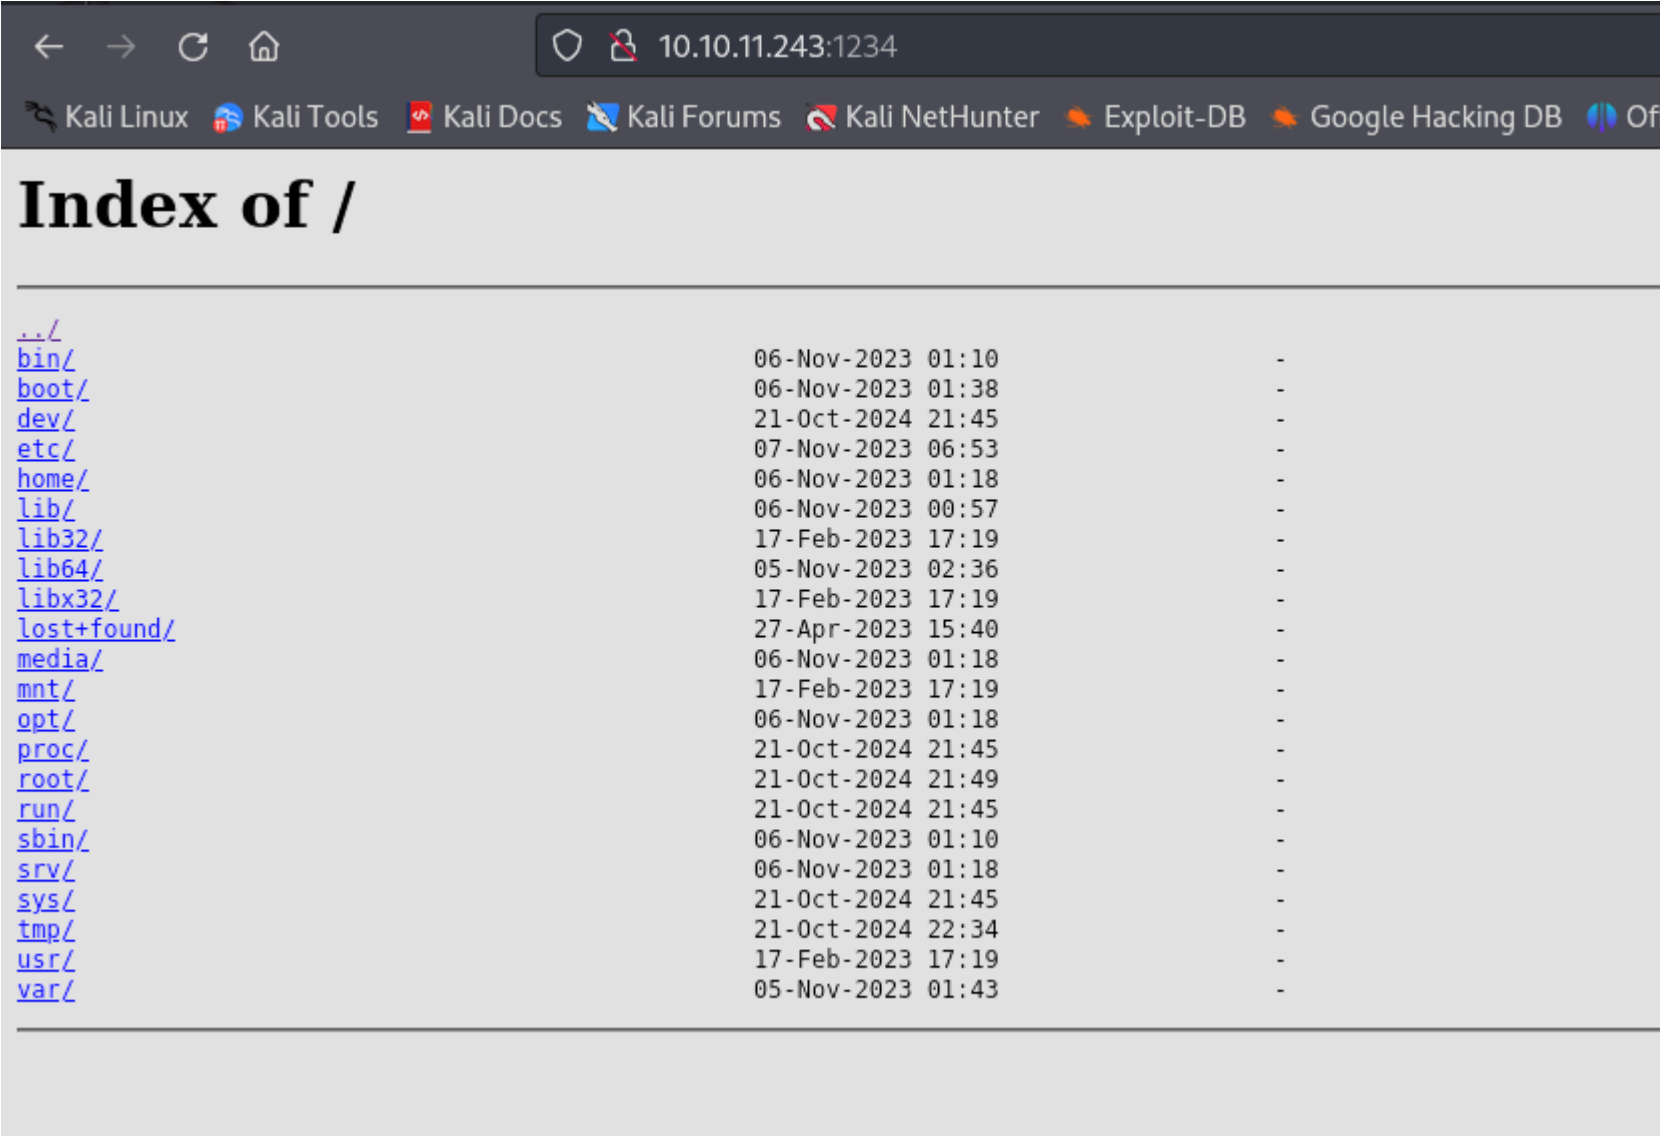 10.10.11.243:1234
Kali Linux Kali Tools Kali Docs Kali Forums Kali NetHunter Exploit-DB Google Hacking DB Of
Index of /
../
bin/ 06-Nov-2023 01:10 -
boot/ 06-Nov-2023 01:38 -
dev/ 21-Oct-2024 21:45 -
etc/ 07-Nov-2023 06:53 -
home/ 06-Nov-2023 01:18 -
lib/ 06-Nov-2023 00:57 -
lib32/ 17-Feb-2023 17:19 -
lib64/ 05-Nov-2023 02:36 -
libx32/ 17-Feb-2023 17:19 -
lost+found/ 27-Apr-2023 15:40 -
media/ 06-Nov-2023 01:18 -
mnt/ 17-Feb-2023 17:19 -
opt/ 06-Nov-2023 01:18 -
proc/ 21-Oct-2024 21:45 -
root/ 21-Oct-2024 21:49 -
run/ 21-Oct-2024 21:45 -
sbin/ 06-Nov-2023 01:10 -
srv/ 06-Nov-2023 01:18 -
sys/ 21-Oct-2024 21:45 -
tmp/ 21-Oct-2024 22:34 -
usr/ 17-Feb-2023 17:19 -
var/ 05-Nov-2023 01:43 -